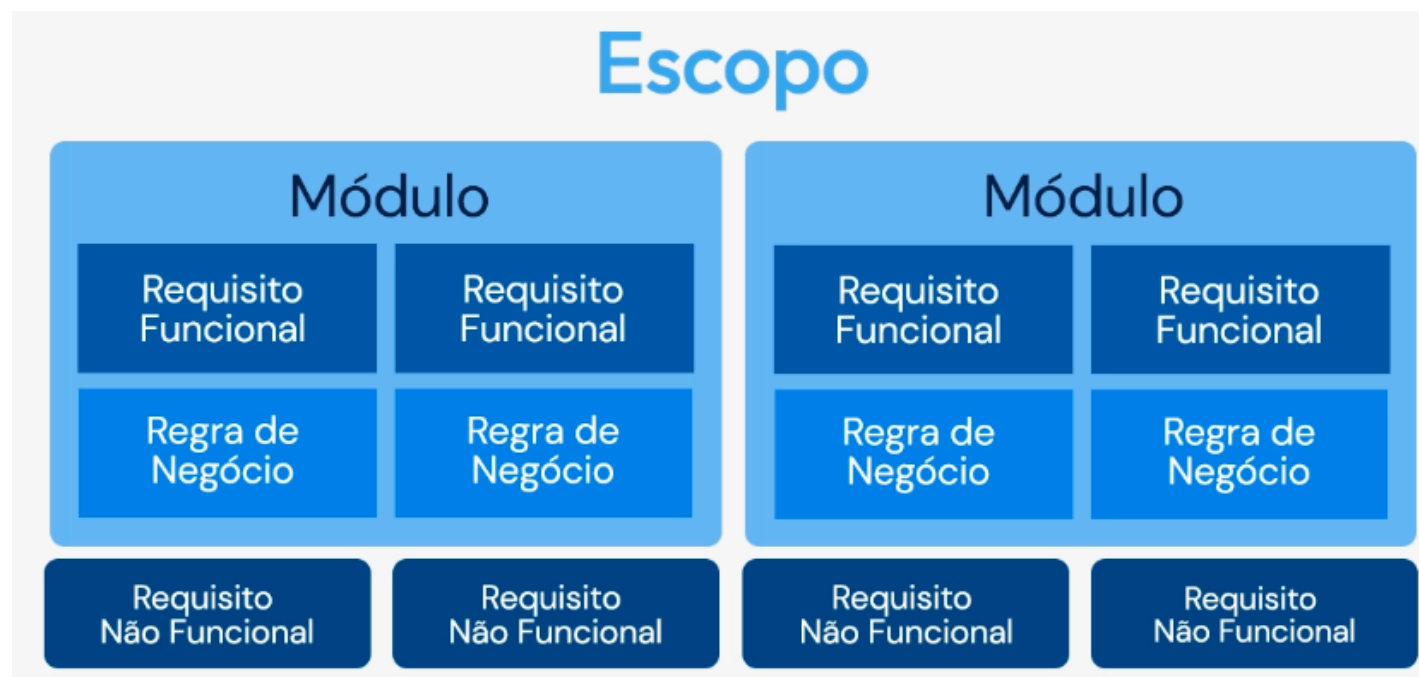 Escopo
Módulo
Módulo
Requisito
Funcional
Requisito
Funcional
Requisito
Funcional
Requisito
Funcional
Regra de
Negócio
Regra de
Negócio
Regra de
Negócio
Regra de
Negócio
Requisito
Não Funcional
Requisito
Não Funcional
Requisito
Não Funcional
Requisito
Não Funcional